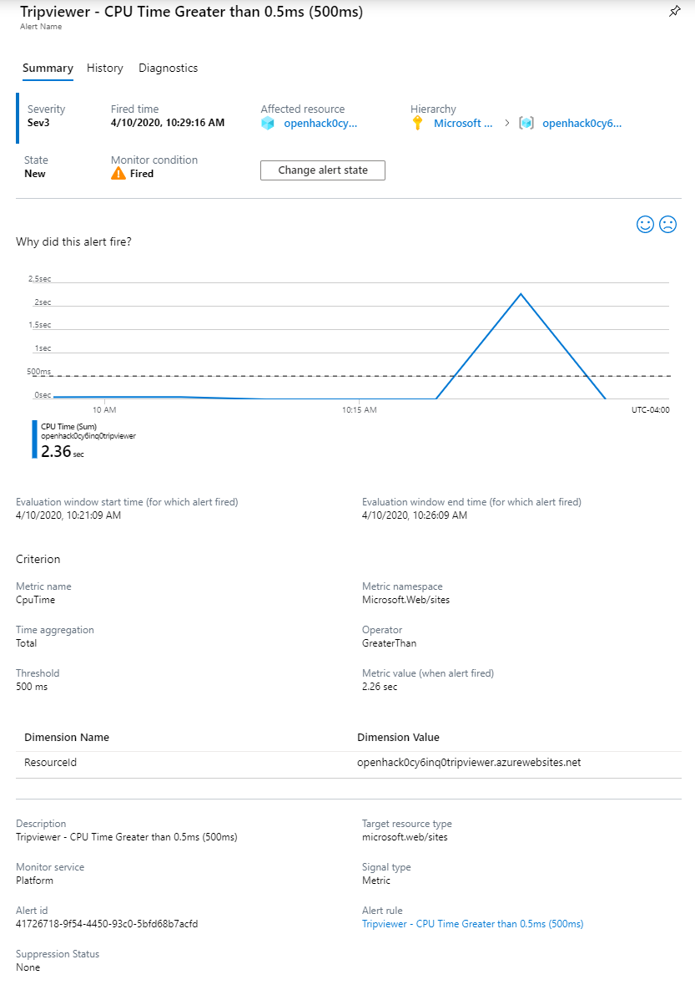 Tripviewer - CPU Time Greater than 0.5ms (500ms)
Alert Name
Summary History Diagnostics
Severity Fired time Affected resource Hierarchy
Sev3 4/10/2020, 10:29:16 AM openhack0cy... Microsoft ... > openhack0cy6...
State Monitor condition
New Fired Change alert state
Why did this alert fire?
2.5sec
2sec
1.5sec
1sec
500ms
0sec
10 AM 10:15 AM UTC-04:00
CPU Time (Sum)
openhack0cy6inq0tripviewer
2.36 sec
Evaluation window start time (for which alert fired) Evaluation window end time (for which alert fired)
4/10/2020, 10:21:09 AM 4/10/2020, 10:26:09 AM
Criterion
Metric name Metric namespace
CpuTime Microsoft.Web/sites
Time aggregation Operator
Total GreaterThan
Threshold Metric value (when alert fired)
500 ms 2.26 sec
Dimension Name Dimension Value
ResourceId openhack0cy6inq0tripviewer.azurewebsites.net
Description Target resource type
Tripviewer - CPU Time Greater than 0.5ms (500ms) microsoft.web/sites
Monitor service Signal type
Platform Metric
Alert id Alert rule
41726718-9f54-4450-93c0-5bfd68b7acfd Tripviewer - CPU Time Greater than 0.5ms (500ms)
Suppression Status
None